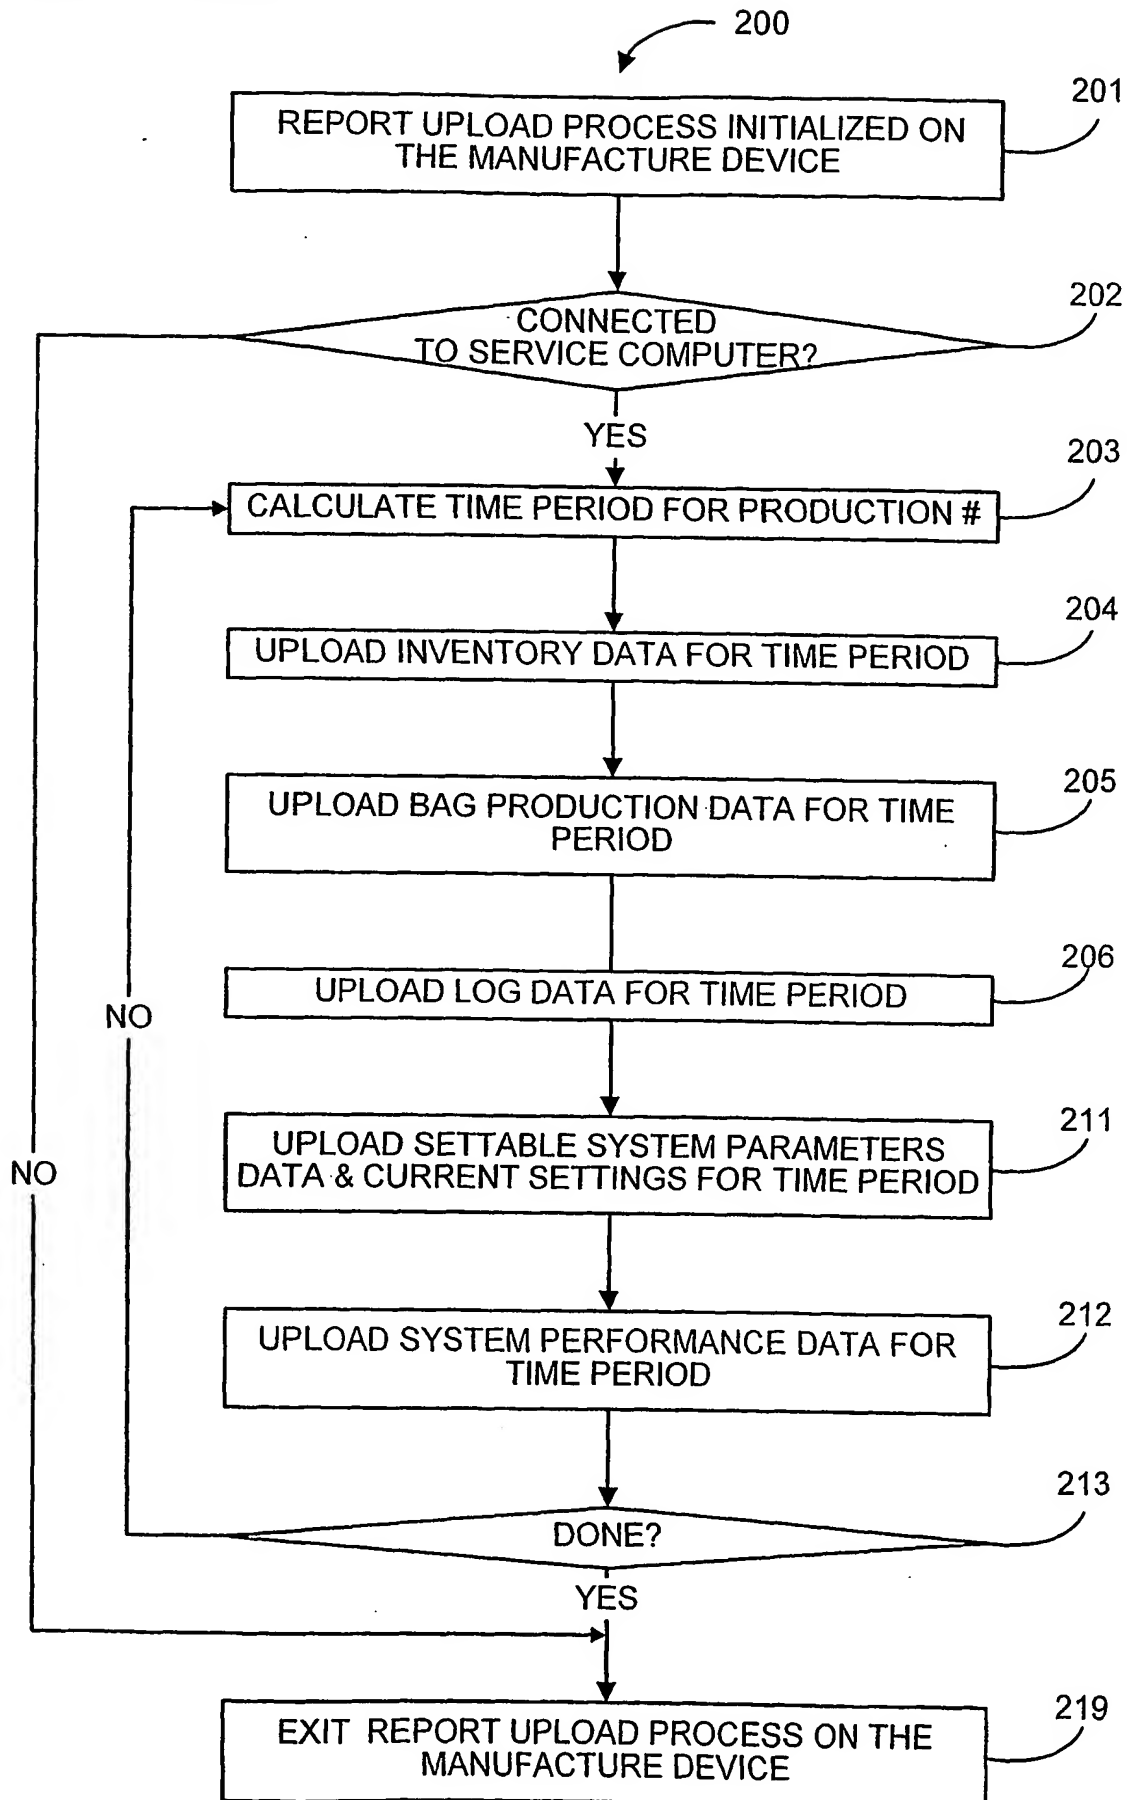 200
201
REPORT UPLOAD PROCESS INITIALIZED ON
THE MANUFACTURE DEVICE
202
CONNECTED
TO SERVICE COMPUTER?
YES
203
CALCULATE TIME PERIOD FOR PRODUCTION #
204
UPLOAD INVENTORY DATA FOR TIME PERIOD
205
UPLOAD BAG PRODUCTION DATA FOR TIME
PERIOD
206
UPLOAD LOG DATA FOR TIME PERIOD
NO
211
UPLOAD SETTABLE SYSTEM PARAMETERS
DATA & CURRENT SETTINGS FOR TIME PERIOD
NO
212
UPLOAD SYSTEM PERFORMANCE DATA FOR
TIME PERIOD
213
DONE?
YES
219
EXIT REPORT UPLOAD PROCESS ON THE
MANUFACTURE DEVICE